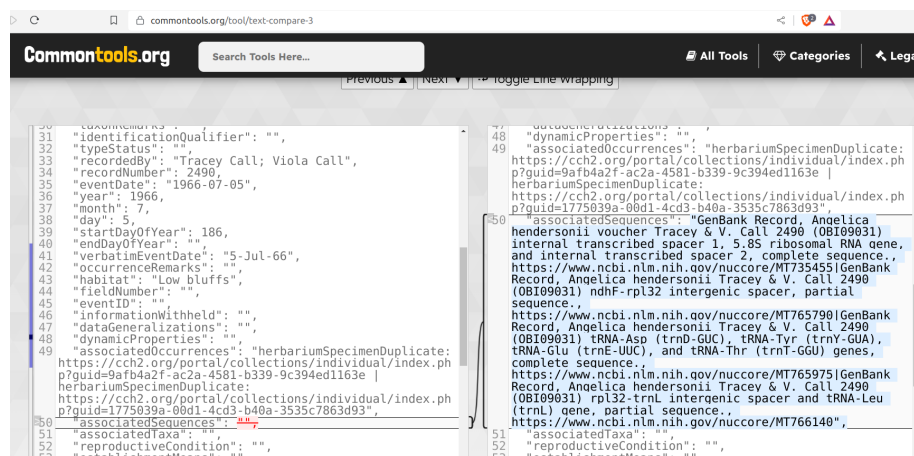 commontools.org/tool/text-compare-3
Commontools.org
Search Tools Here...
All Tools
Categories
Previous ▲
Next ▼
Toggle Line Wrapping
31 "identificationQualifier": "",
32 "typeStatus": "",
33 "recordedBy": "Tracey Call; Viola Call",
34 "recordNumber": 2490,
35 "eventDate": "1966-07-05",
36 "year": 1966,
37 "month": 7,
38 "day": 5,
39 "startDayOfYear": 186,
40 "endDayOfYear": "",
41 "verbatimEventDate": "5-Jul-66",
42 "occurrenceRemarks": "",
43 "habitat": "Low bluffs",
44 "fieldNumber": "",
45 "eventID": "",
46 "informationWithheld": "",
47 "dataGeneralizations": "",
48 "dynamicProperties": "",
49 "associatedOccurrences": "herbariumSpecimenDuplicate:
https://cch2.org/portal/collections/individual/index.ph
p?guid=9afb4a2f-ac2a-4581-b339-9c394ed1163e |
herbariumSpecimenDuplicate:
https://cch2.org/portal/collections/individual/index.ph
p?guid=1775039a-00d1-4cd3-b40a-3535c7863d93",
50 "associatedSequences": "",
51 "associatedTaxa": "",
52 "reproductiveCondition": "",
47 "dataGeneralizations": "",
48 "dynamicProperties": "",
49 "associatedOccurrences": "herbariumSpecimenDuplicate:
https://cch2.org/portal/collections/individual/index.ph
p?guid=9afb4a2f-ac2a-4581-b339-9c394ed1163e |
herbariumSpecimenDuplicate:
https://cch2.org/portal/collections/individual/index.ph
p?guid=1775039a-00d1-4cd3-b40a-3535c7863d93",
50 "associatedSequences": "GenBank Record, Angelica
hendersonii voucher Tracey & V. Call 2490 (OBI09031)
internal transcribed spacer 1, 5.8S ribosomal RNA gene,
and internal transcribed spacer 2, complete sequence.,
https://www.ncbi.nlm.nih.gov/nuccore/MT735455|GenBank
Record, Angelica hendersonii Tracey & V. Call 2490
(OBI09031) ndhF-rpl32 intergenic spacer, partial
sequence.,
https://www.ncbi.nlm.nih.gov/nuccore/MT765790|GenBank
Record, Angelica hendersonii Tracey & V. Call 2490
(OBI09031) tRNA-Asp (trnD-GUC), tRNA-Tyr (trnY-GUA),
tRNA-Glu (trnE-UUC), and tRNA-Thr (trnT-GGU) genes,
complete sequence.,
https://www.ncbi.nlm.nih.gov/nuccore/MT765975|GenBank
Record, Angelica hendersonii Tracey & V. Call 2490
(OBI09031) rpl32-trnL intergenic spacer and tRNA-Leu
(trnL) gene, partial sequence.,
https://www.ncbi.nlm.nih.gov/nuccore/MT766140",
51 "associatedTaxa": "",
52 "reproductiveCondition": "",